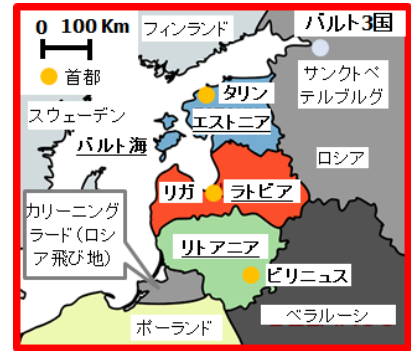 0 100 Km
フィンランド
バルト3国
首都
サンクトペ
テルブルグ
タリン
スウェーデン
エストニア
バルト海
ロシア
リガ
ラトビア
カリーニング
ラード(ロシ
ア飛び地)
リトアニア
ビリニュス
ポーランド
ベラルーシ